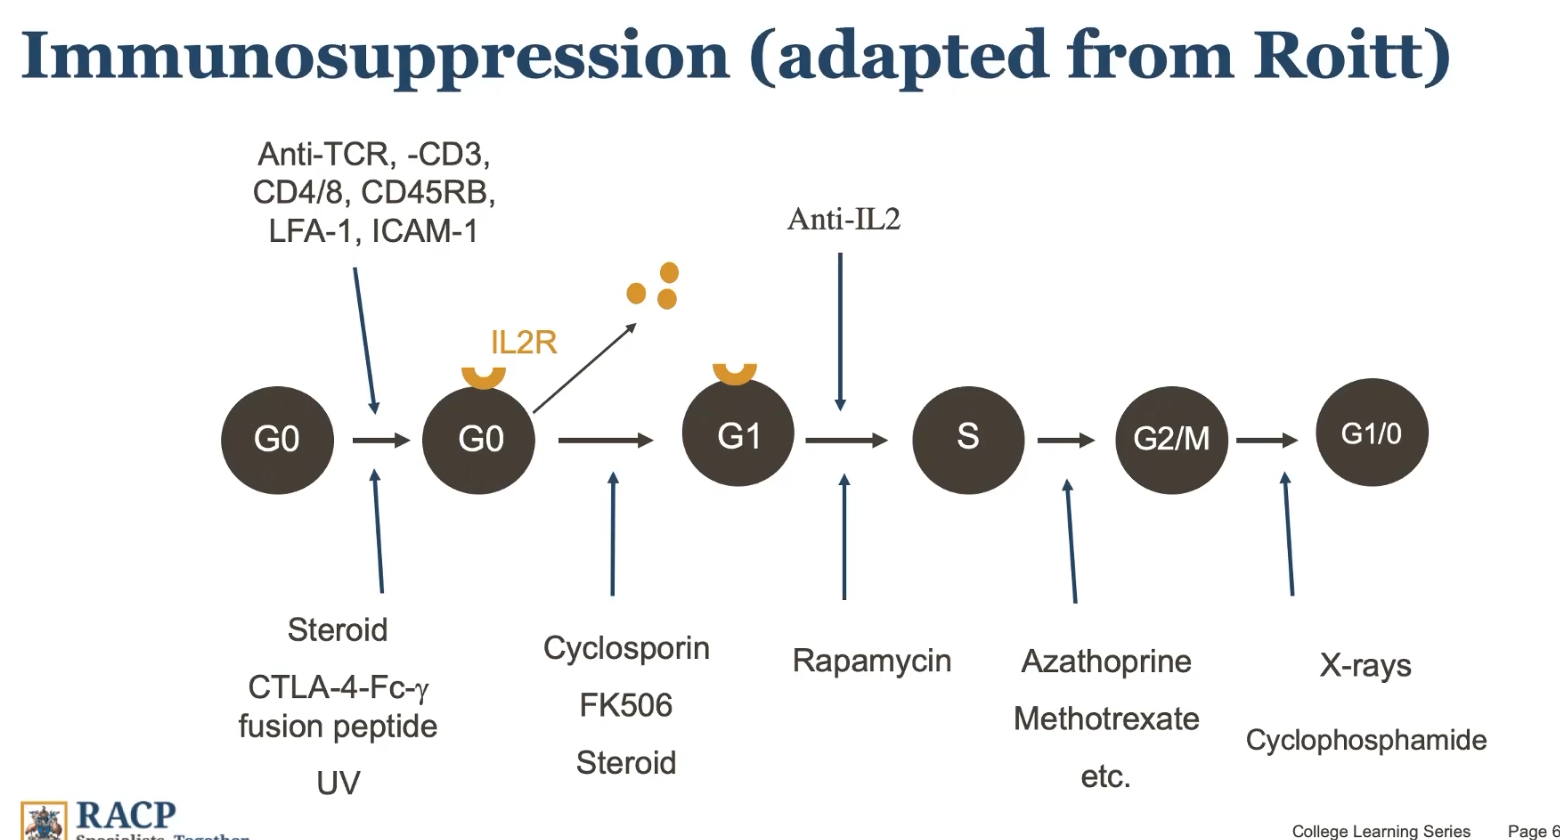 Immunosuppression (adapted from Roitt)
Anti-TCR, -CD3,
CD4/8, CD45RB,
LFA-1, ICAM-1
Anti-IL2
IL2R
G0
G0
G1
S
G2/M
G1/0
Steroid
CTLA-4-Fc-γ
fusion peptide
UV
Cyclosporin
FK506
Steroid
Rapamycin
Azathoprine
Methotrexate
etc.
X-rays
Cyclophosphamide
RACP
Specialists. Together
College Learning Series
Page 6